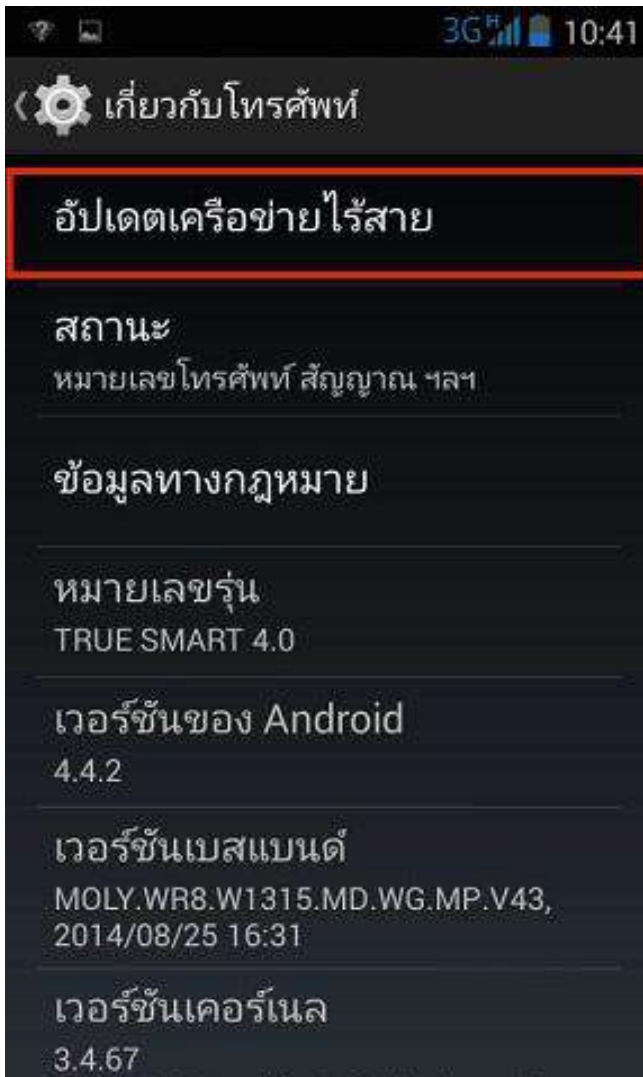 3G H 10:41
เกี่ยวกับโทรศัพท์
อัปเดตเครือข่ายไร้สาย
สถานะ
หมายเลขโทรศัพท์ สัญญาณ ฯลฯ
ข้อมูลทางกฎหมาย
หมายเลขรุ่น
TRUE SMART 4.0
เวอร์ชันของ Android
4.4.2
เวอร์ชันเบสแบนด์
MOLY.WR8.W1315.MD.WG.MP.V43,
2014/08/25 16:31
เวอร์ชันเคอร์เนล
3.4.67